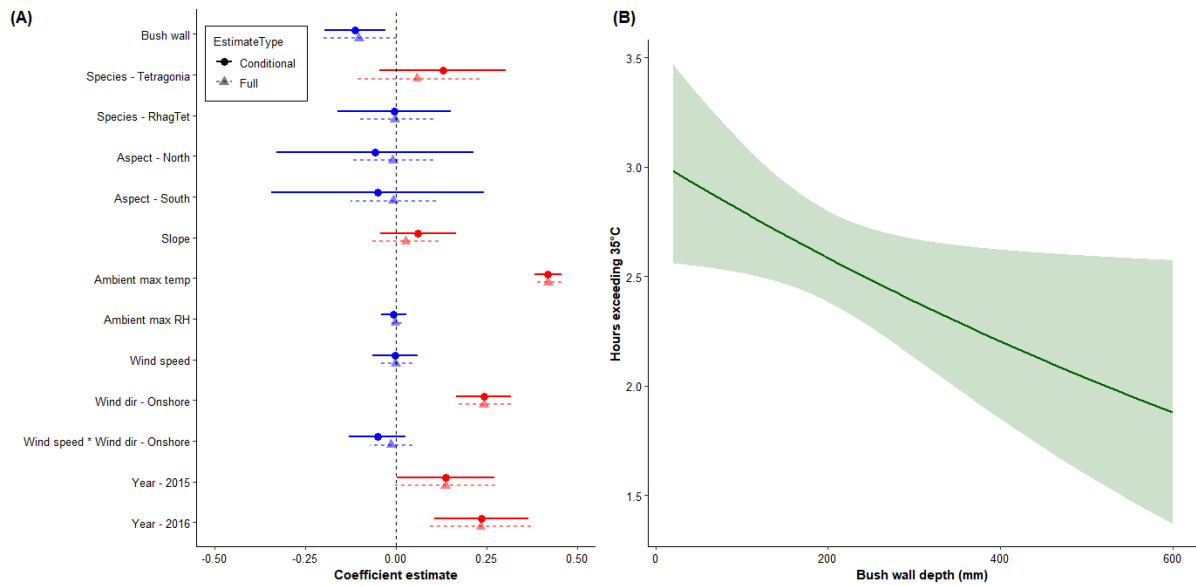 (A)
EstimateType
Conditional
Full
Bush wall
Species - Tetragonia
Species - RhagTet
Aspect - North
Aspect - South
Slope
Ambient max temp
Ambient max RH
Wind speed
Wind dir - Onshore
Wind speed * Wind dir - Onshore
Year - 2015
Year - 2016
-0.50 -0.25 0.00 0.25 0.50
Coefficient estimate
(B)
Hours exceeding 35°C
3.5
3.0
2.5
2.0
1.5
0 200 400 600
Bush wall depth (mm)